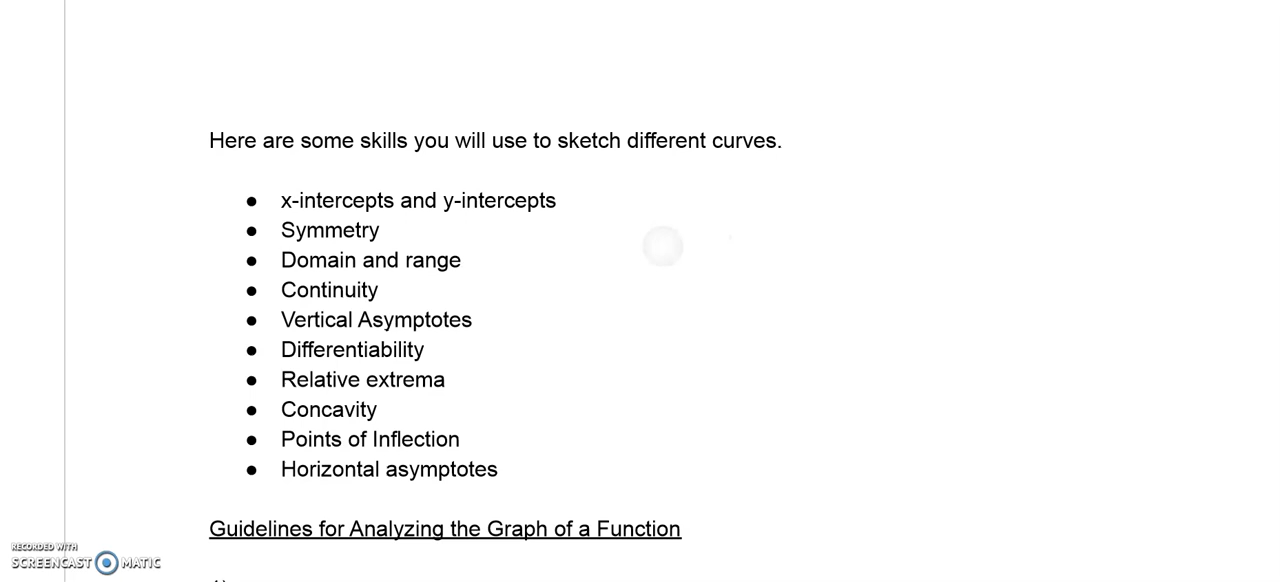 Here are some skills you will use to sketch different curves.
● x-intercepts and y-intercepts
● Symmetry
● Domain and range
● Continuity
● Vertical Asymptotes
● Differentiability
● Relative extrema
● Concavity
● Points of Inflection
● Horizontal asymptotes
Guidelines for Analyzing the Graph of a Function
RECORDED WITH
SCREENCAST MATIC